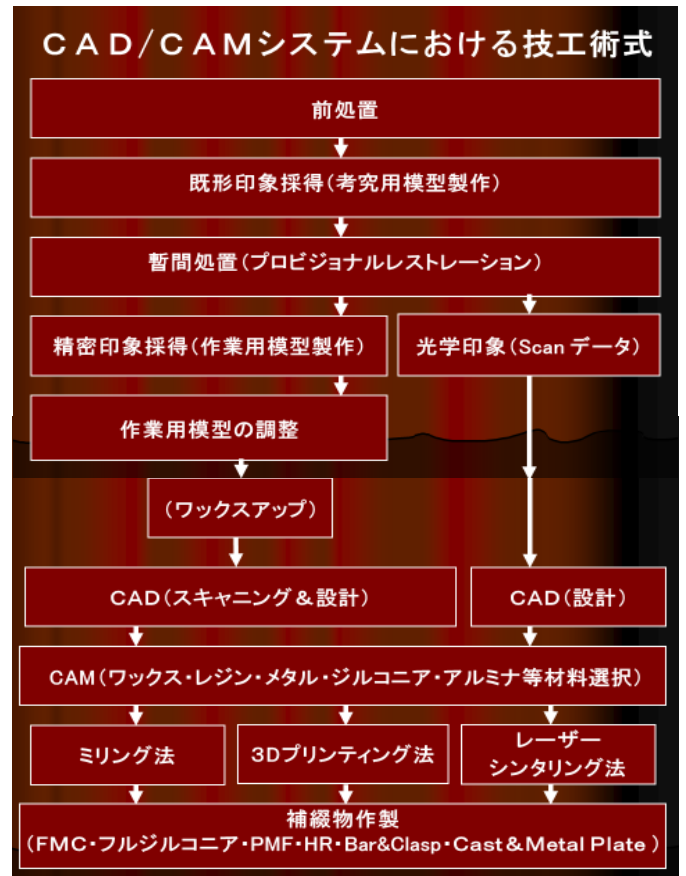 CAD/CAMシステムにおける技工術式
前処置
既形印象採得(考究用模型製作)
暫間処置(プロビジョナルレストレーション)
精密印象採得(作業用模型製作)
光学印象(Scan データ)
作業用模型の調整
(ワックスアップ)
CAD(スキャニング&設計)
CAD(設計)
CAM(ワックス・レジン・メタル・ジルコニア・アルミナ等材料選択)
ミリング法
3Dプリンティング法
レーザー
シンタリング法
補綴物作製
(FMC・フルジルコニア・PMF・HR・Bar&Clasp・Cast&Metal Plate )